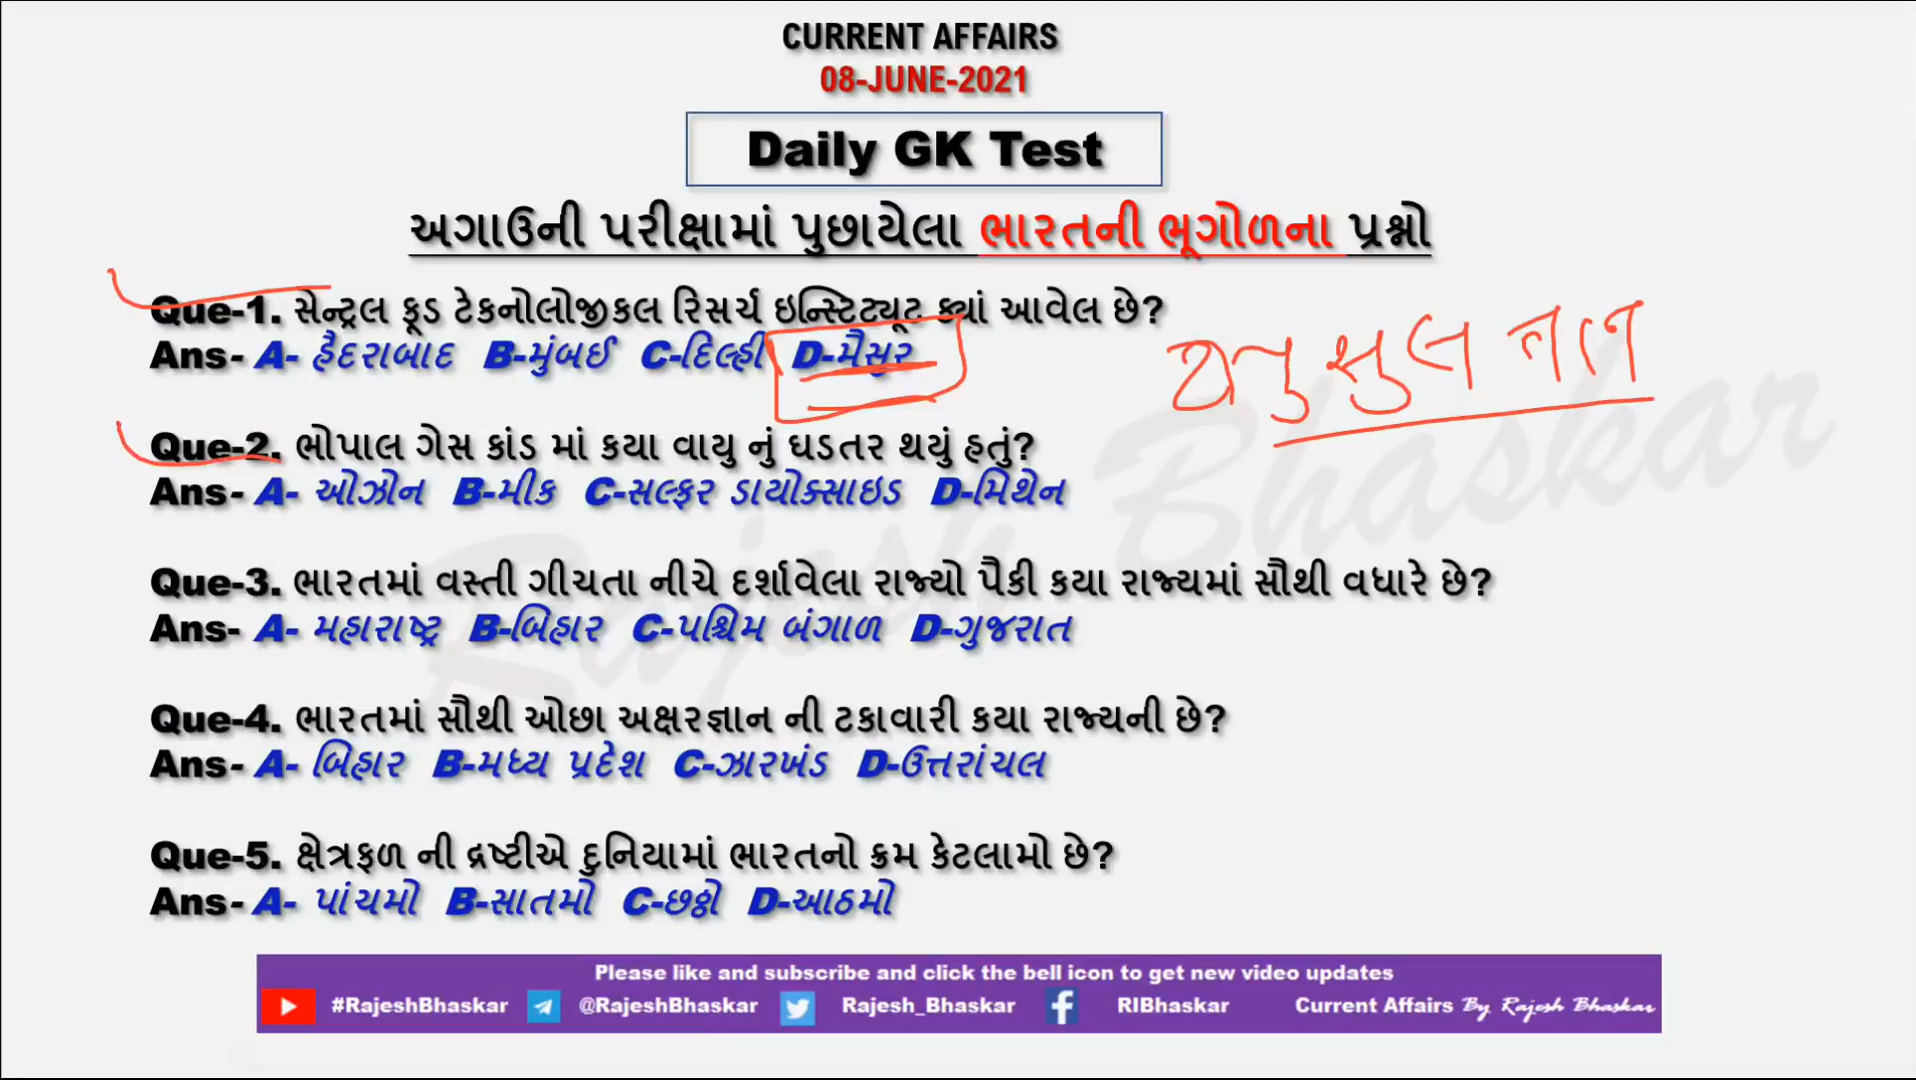 CURRENT AFFAIRS
08-JUNE-2021
Daily GK Test
અગાઉની પરીક્ષામાં પુછાયેલા ભારતની ભૂગોળના પ્રશ્નો
Que-1. સેન્ટ્રલ ફૂડ ટેકનોલોજીકલ રિસર્ચ ઇન્સ્ટિટ્યૂટ ક્યાં આવેલ છે?
Ans- A- હૈદરાબાદ B-મુંબઈ C-દિલ્હી D-મૈસુર
Que-2. ભોપાલ ગેસ કાંડ માં કયા વાયુ નું ઘડતર થયું હતું?
Ans- A- ઓઝોન B-મીક C-સલ્ફર ડાયોક્સાઇડ D-મિથેન
Que-3. ભારતમાં વસ્તી ગીચતા નીચે દર્શાવેલા રાજ્યો પૈકી કયા રાજ્યમાં સૌથી વધારે છે?
Ans- A- મહારાષ્ટ્ર B-બિહાર C-પશ્ચિમ બંગાળ D-ગુજરાત
Que-4. ભારતમાં સૌથી ઓછા અક્ષરજ્ઞાન ની ટકાવારી કયા રાજ્યની છે?
Ans- A- બિહાર B-મધ્ય પ્રદેશ C-ઝારખંડ D-ઉત્તરાંચલ
Que-5. ક્ષેત્રફળ ની દ્રષ્ટીએ દુનિયામાં ભારતનો ક્રમ કેટલામો છે?
Ans- A- પાંચમો B-સાતમો C-છઠ્ઠો D-આઠમો
Rajesh Bhaskar
Please like and subscribe and click the bell icon to get new video updates
#RajeshBhaskar @RajeshBhaskar Rajesh_Bhaskar RIBhaskar Current Affairs By Rajesh Bhaskar